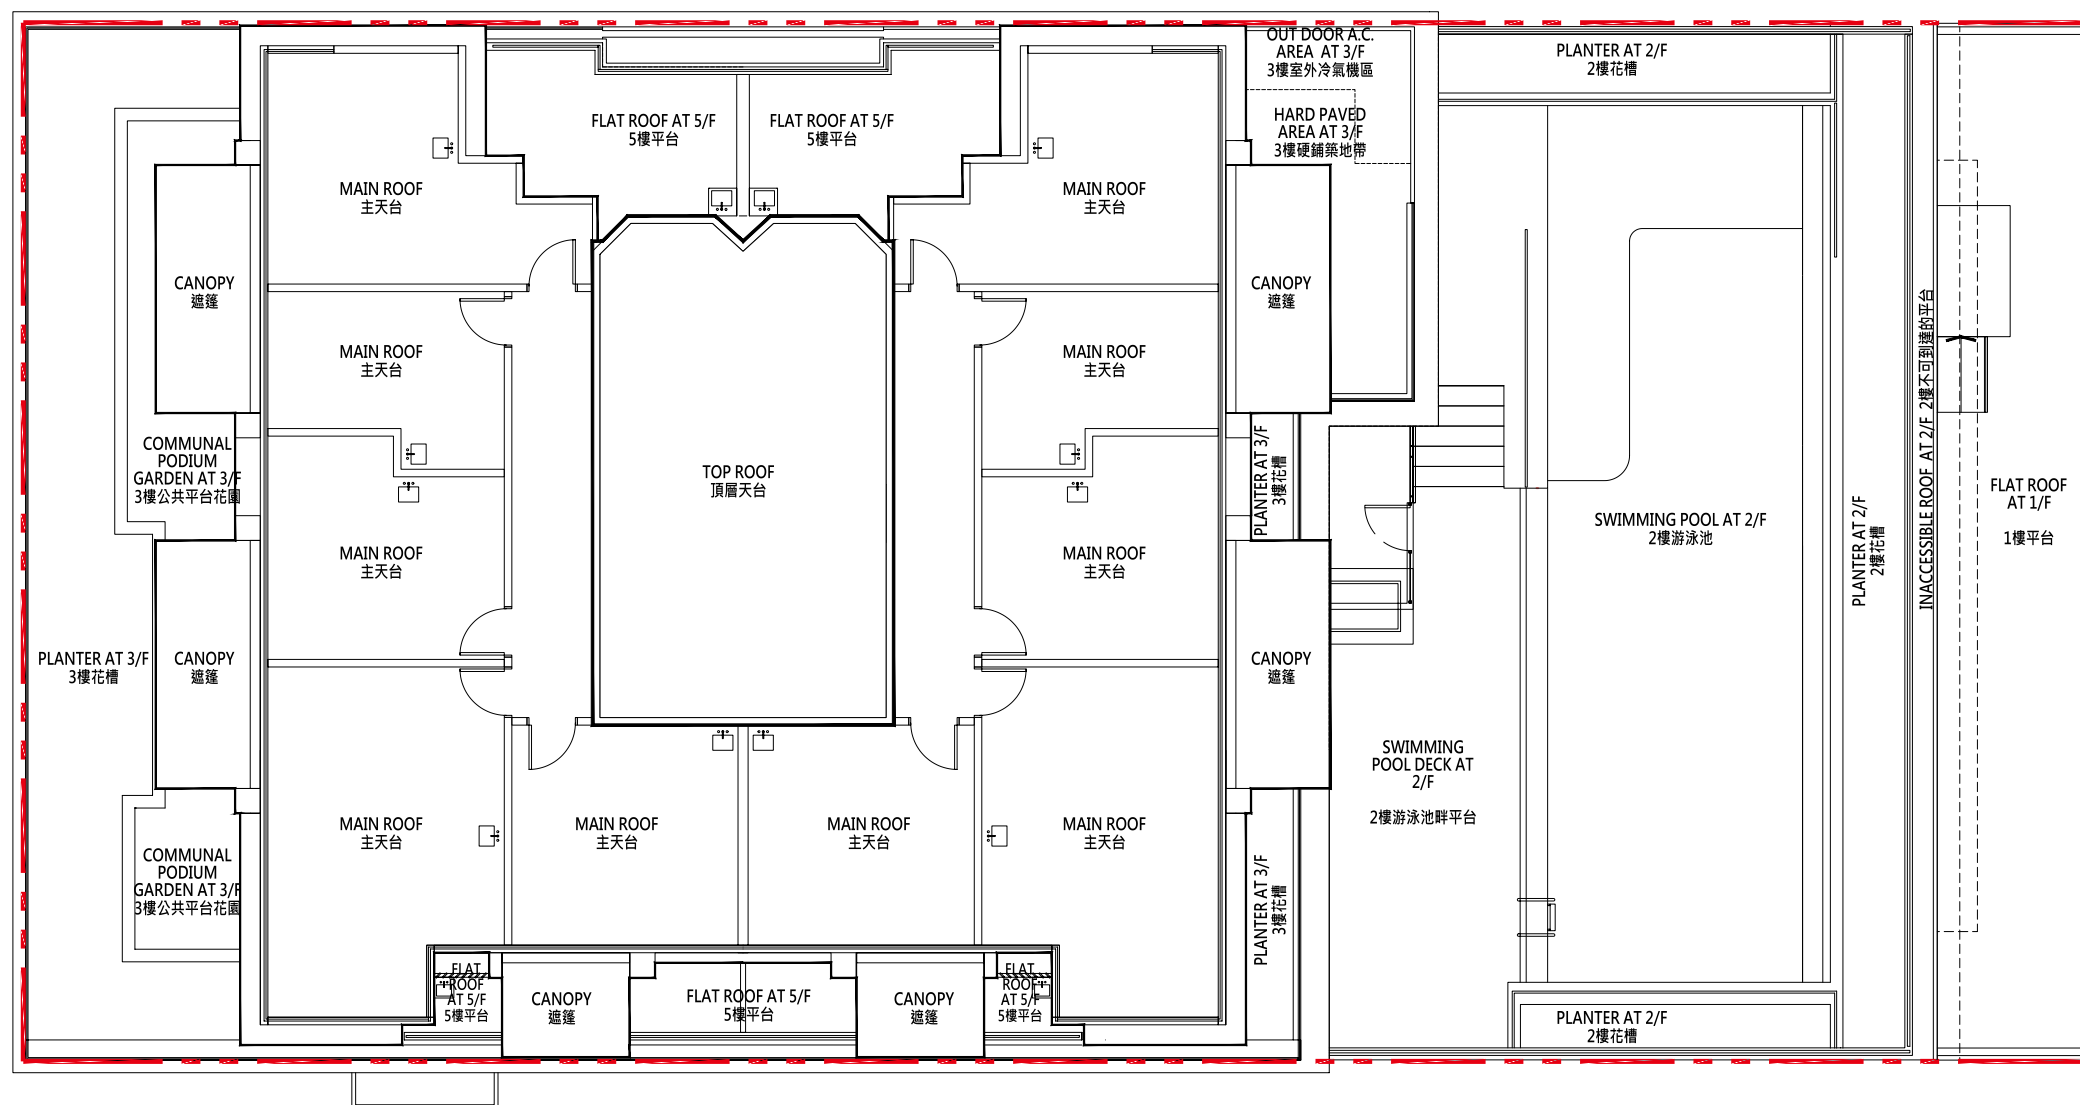 OUT DOOR A.C.
AREA AT 3/F
3樓室外冷氣機區
PLANTER AT 2/F
2樓花槽
HARD PAVED
AREA AT 3/F
3樓硬鋪築地帶
FLAT ROOF AT 5/F
5樓平台
FLAT ROOF AT 5/F
5樓平台
MAIN ROOF
主天台
MAIN ROOF
主天台
CANOPY
遮篷
CANOPY
遮篷
MAIN ROOF
主天台
MAIN ROOF
主天台
COMMUNAL
PODIUM
GARDEN AT 3/F
3樓公共平台花園
TOP ROOF
頂層天台
PLANTER AT 3/F
3樓花槽
MAIN ROOF
主天台
MAIN ROOF
主天台
SWIMMING POOL AT 2/F
2樓游泳池
PLANTER AT 2/F
2樓花槽
INACCESSIBLE ROOF AT 2/F 2樓不可到達的平台
FLAT ROOF
AT 1/F
1樓平台
PLANTER AT 3/F
3樓花槽
CANOPY
遮篷
CANOPY
遮篷
SWIMMING
POOL DECK AT
2/F
2樓游泳池畔平台
MAIN ROOF
主天台
MAIN ROOF
主天台
MAIN ROOF
主天台
MAIN ROOF
主天台
COMMUNAL
PODIUM
GARDEN AT 3/F
3樓公共平台花園
PLANTER AT 3/F
3樓花槽
FLAT
ROOF
AT 5/F
5樓平台
CANOPY
遮篷
FLAT ROOF AT 5/F
5樓平台
CANOPY
遮篷
FLAT
ROOF
AT 5/F
5樓平台
PLANTER AT 2/F
2樓花槽